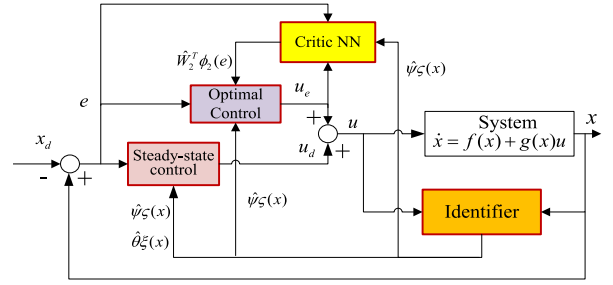 Critic NN
Ŵ₂ᵀϕ₂(e)
ψ̂ς(x)
e
Optimal
Control
uₑ
+
x_d
-
+
Steady-state
control
u_d
+
u
System
ẋ = f(x)+g(x)u
x
ψ̂ς(x)
θ̂ξ(x)
ψ̂ς(x)
Identifier